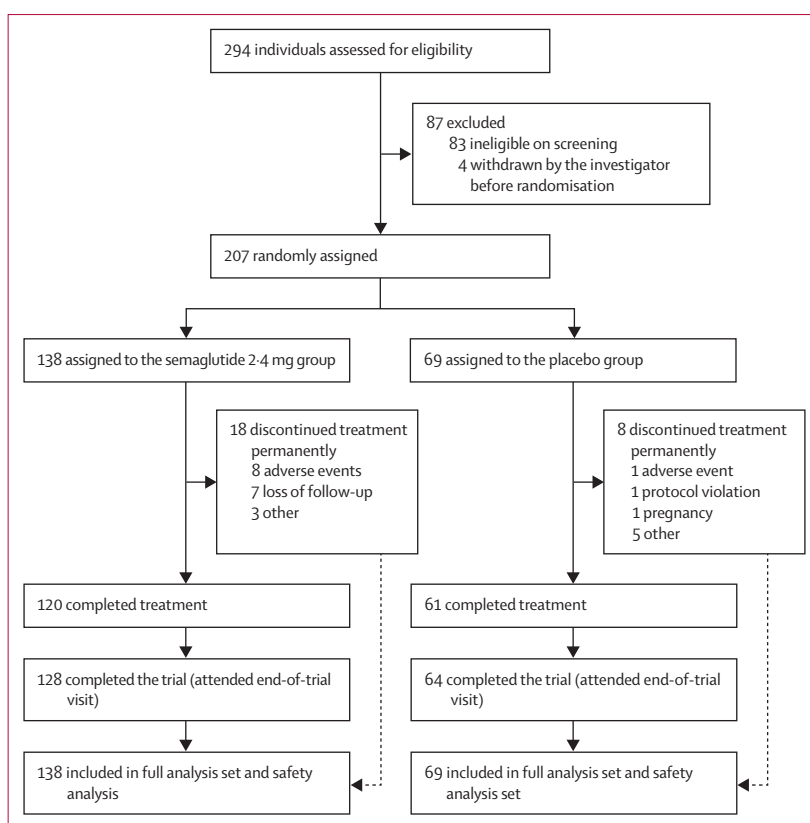 294 individuals assessed for eligibility
87 excluded
83 ineligible on screening
4 withdrawn by the investigator
before randomisation
207 randomly assigned
138 assigned to the semaglutide 2·4 mg group
69 assigned to the placebo group
18 discontinued treatment
permanently
8 adverse events
7 loss of follow-up
3 other
8 discontinued treatment
permanently
1 adverse event
1 protocol violation
1 pregnancy
5 other
120 completed treatment
61 completed treatment
128 completed the trial (attended end-of-trial
visit)
64 completed the trial (attended end-of-trial
visit)
138 included in full analysis set and safety
analysis
69 included in full analysis set and safety
analysis set